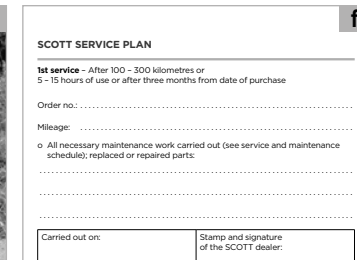 f
SCOTT SERVICE PLAN
1st service – After 100 – 300 kilometres or
5 – 15 hours of use or after three months from date of purchase
Order no.:
Mileage:
o All necessary maintenance work carried out (see service and maintenance
schedule); replaced or repaired parts:
Carried out on:
Stamp and signature
of the SCOTT dealer: